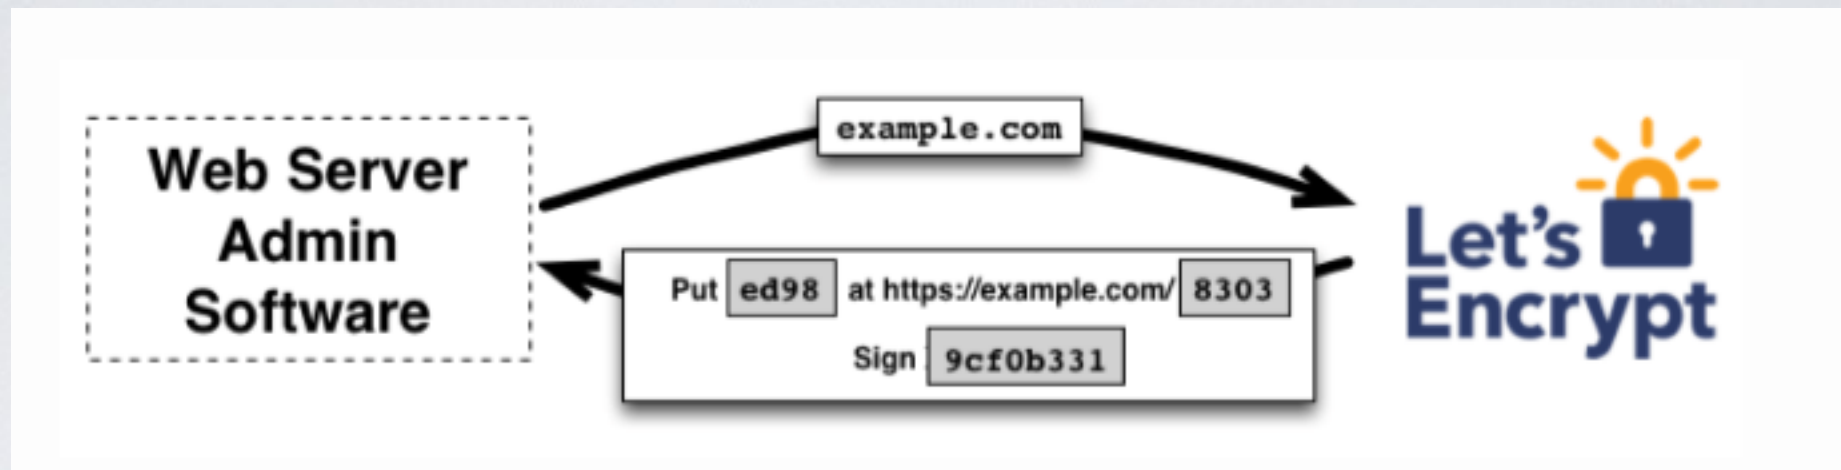 Web Server
Admin
Software
example.com
Put ed98 at https://example.com/ 8303
Sign 9cf0b331
Let's
Encrypt